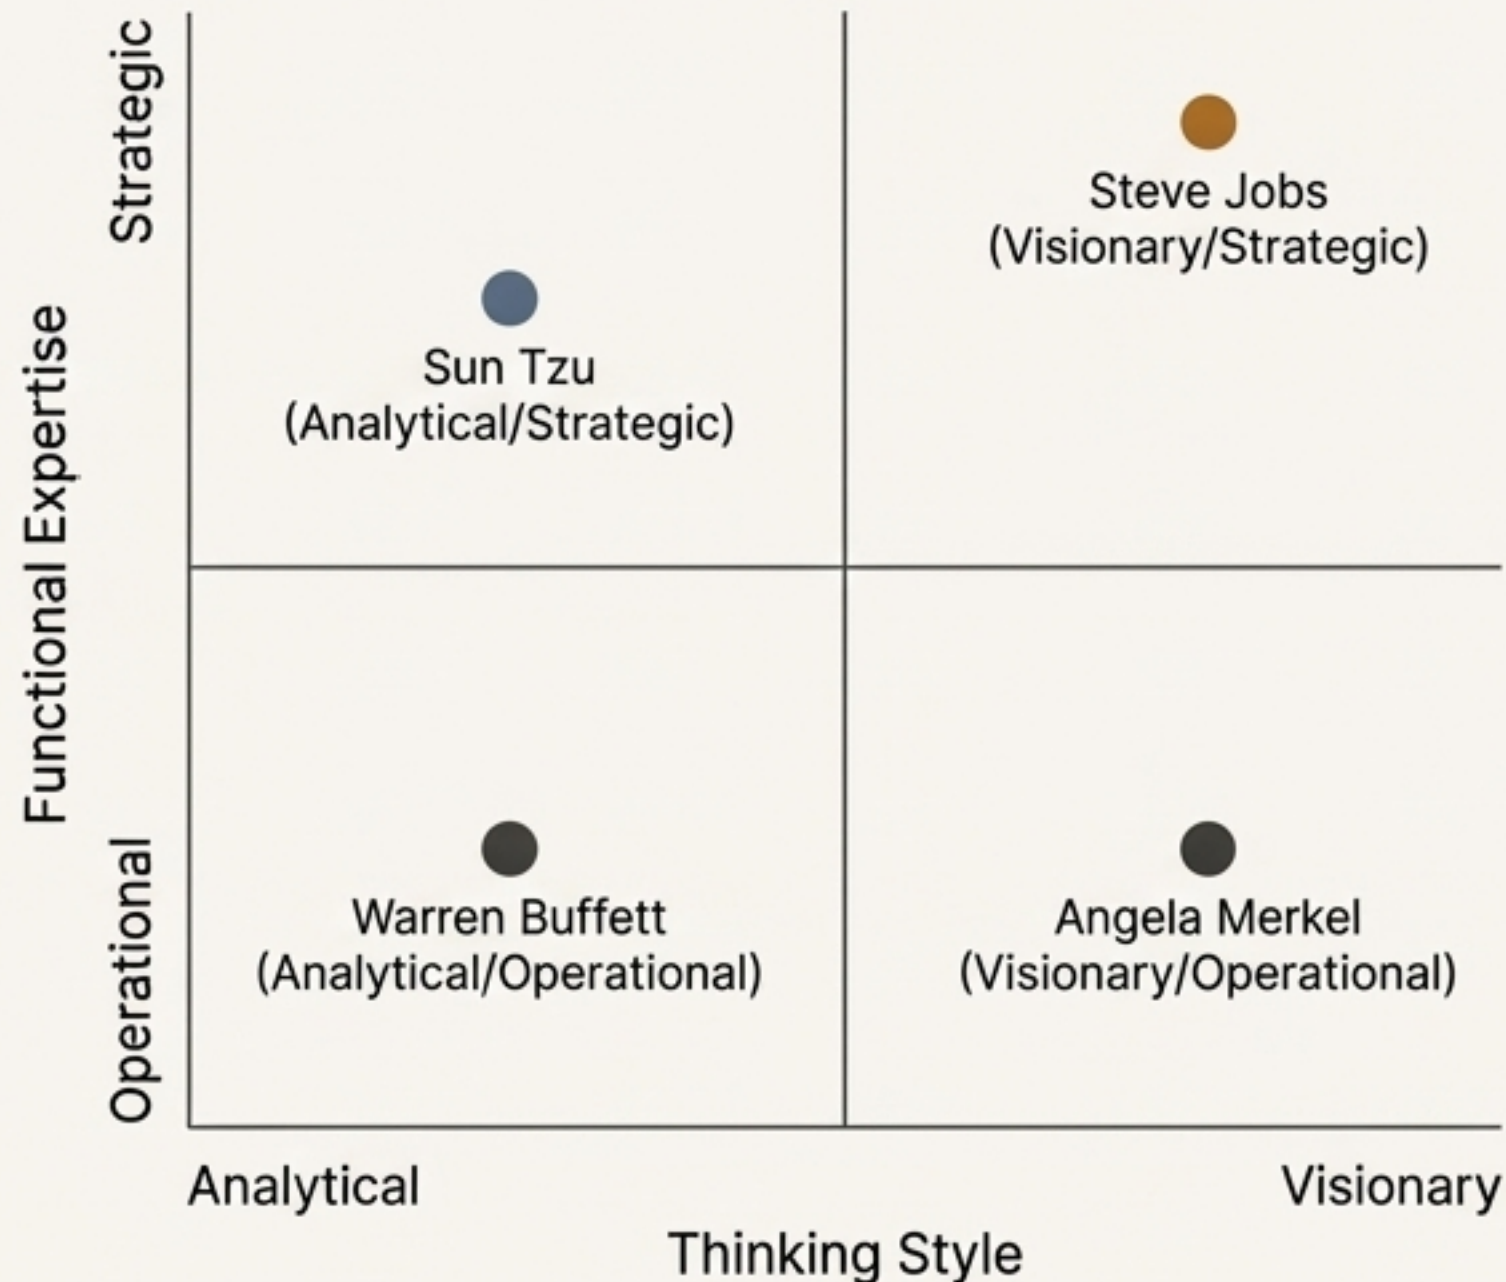 Strategic
Steve Jobs
(Visionary/Strategic)
Sun Tzu
(Analytical/Strategic)
Functional Expertise
Warren Buffett
(Analytical/Operational)
Angela Merkel
(Visionary/Operational)
Operational
Analytical
Visionary
Thinking Style